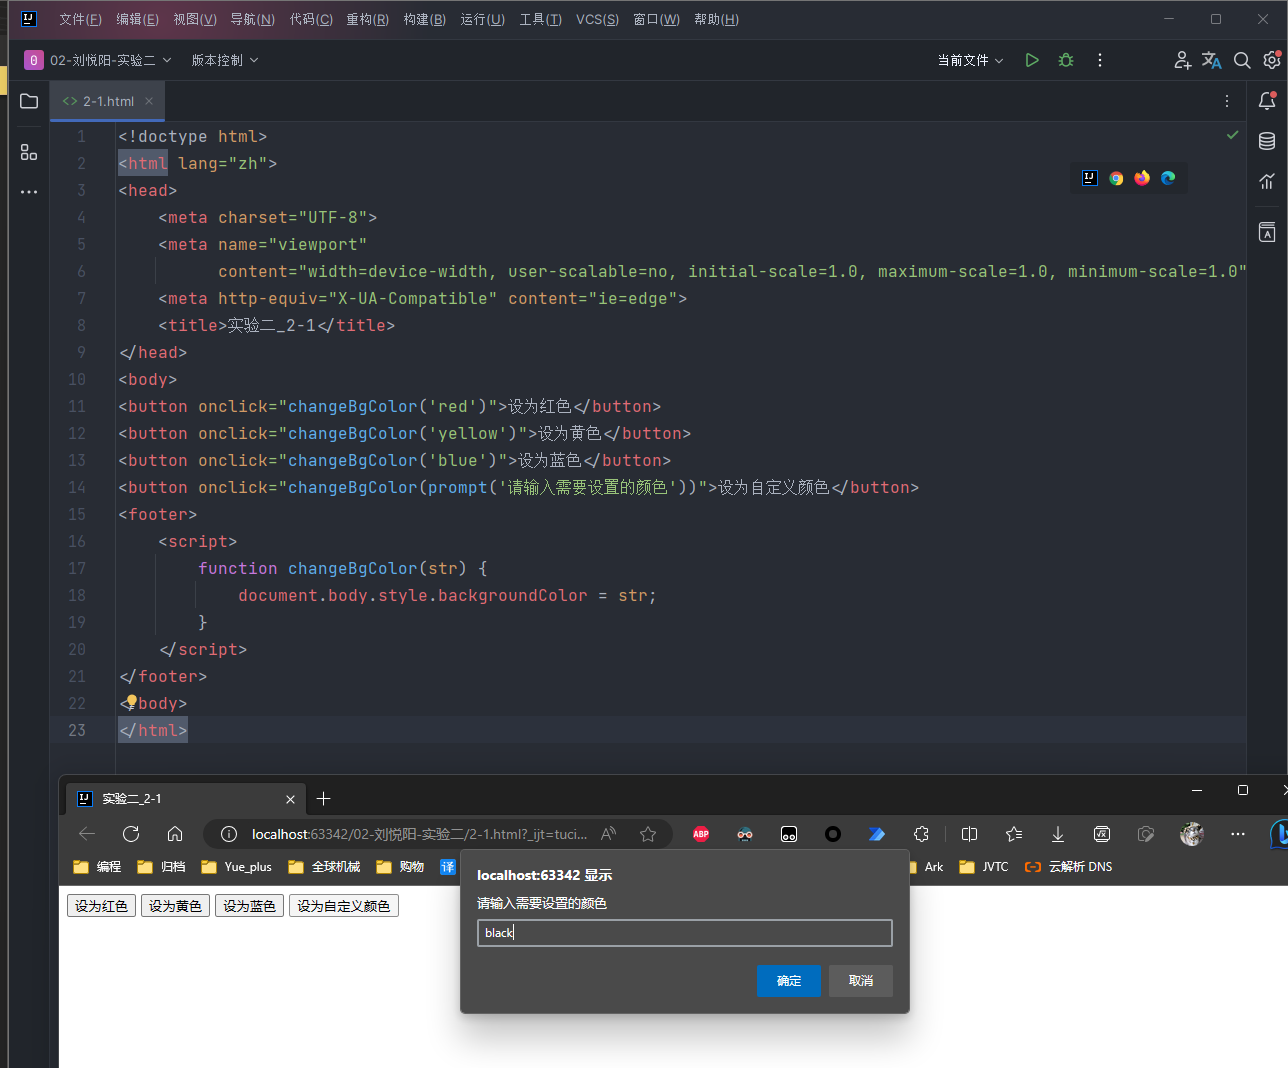 文件(F) 编辑(E) 视图(V) 导航(N) 代码(C) 重构(R) 构建(B) 运行(U) 工具(T) VCS(S) 窗口(W) 帮助(H)
02-刘悦阳-实验二 版本控制 当前文件
2-1.html
1 <!doctype html>
2 <html lang="zh">
3 <head>
4 <meta charset="UTF-8">
5 <meta name="viewport"
6 content="width=device-width, user-scalable=no, initial-scale=1.0, maximum-scale=1.0, minimum-scale=1.0"
7 <meta http-equiv="X-UA-Compatible" content="ie=edge">
8 <title>实验二_2-1</title>
9 </head>
10 <body>
11 <button onclick="changeBgColor('red')">设为红色</button>
12 <button onclick="changeBgColor('yellow')">设为黄色</button>
13 <button onclick="changeBgColor('blue')">设为蓝色</button>
14 <button onclick="changeBgColor(prompt('请输入需要设置的颜色'))">设为自定义颜色</button>
15 <footer>
16 <script>
17 function changeBgColor(str) {
18 document.body.style.backgroundColor = str;
19 }
20 </script>
21 </footer>
22 <body>
23 </html>
实验二_2-1
localhost:63342/02-刘悦阳-实验二/2-1.html?_ijt=tuci...
编程 归档 Yue_plus 全球机械 购物 译 Ark JVTC 云解析 DNS
设为红色 设为黄色 设为蓝色 设为自定义颜色
localhost:63342 显示
请输入需要设置的颜色
black
确定 取消